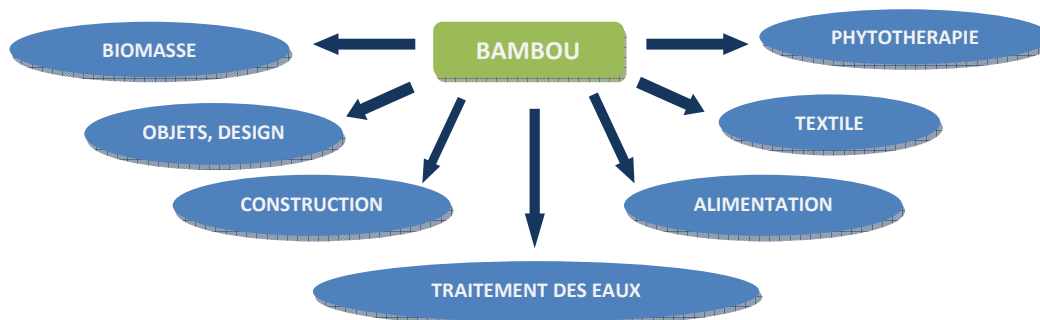 BAMBOU
BIOMASSE
PHYTOTHERAPIE
OBJETS, DESIGN
TEXTILE
CONSTRUCTION
ALIMENTATION
TRAITEMENT DES EAUX